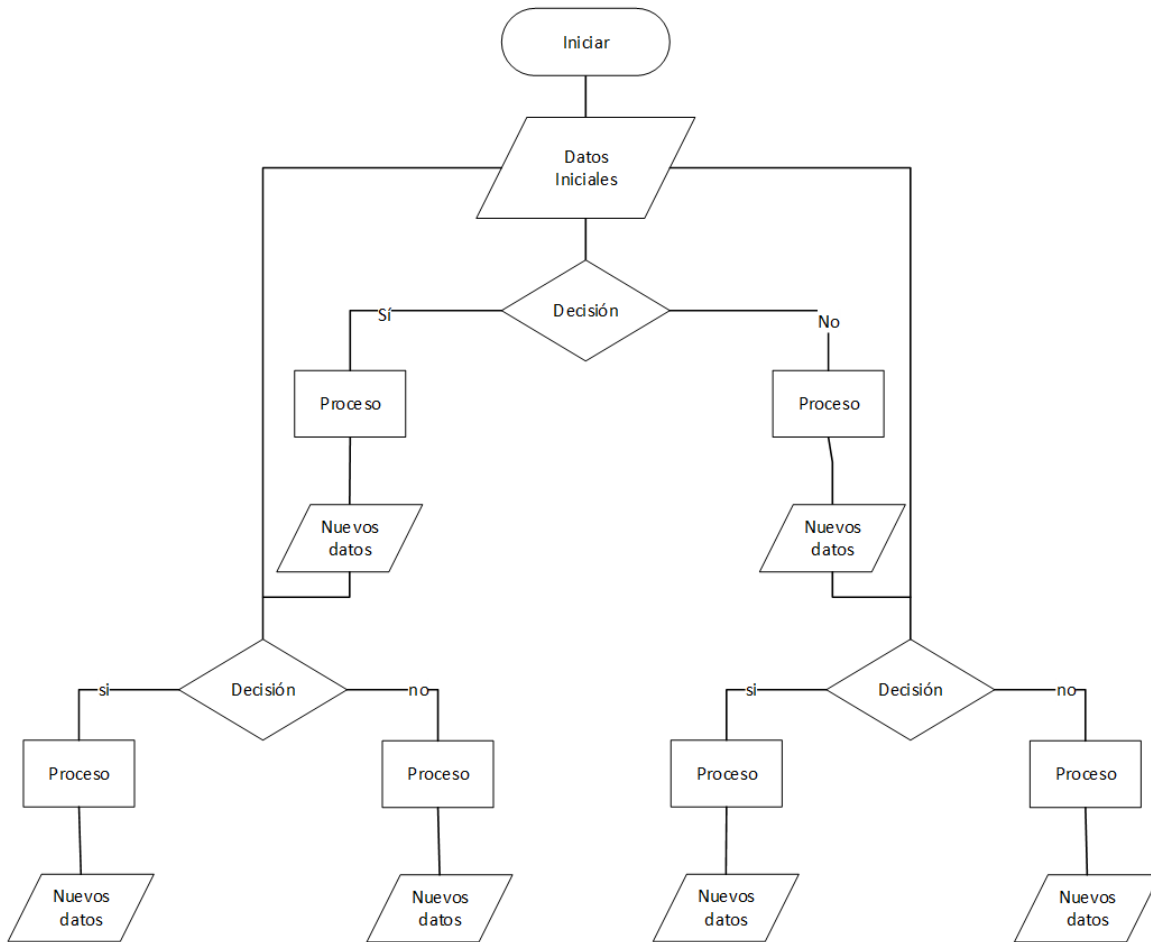 Iniciar
Datos
Iniciales
Decisión
Sí
No
Proceso
Proceso
Nuevos
datos
Nuevos
datos
Decisión
si
no
Decisión
si
no
Proceso
Proceso
Proceso
Proceso
Nuevos
datos
Nuevos
datos
Nuevos
datos
Nuevos
datos